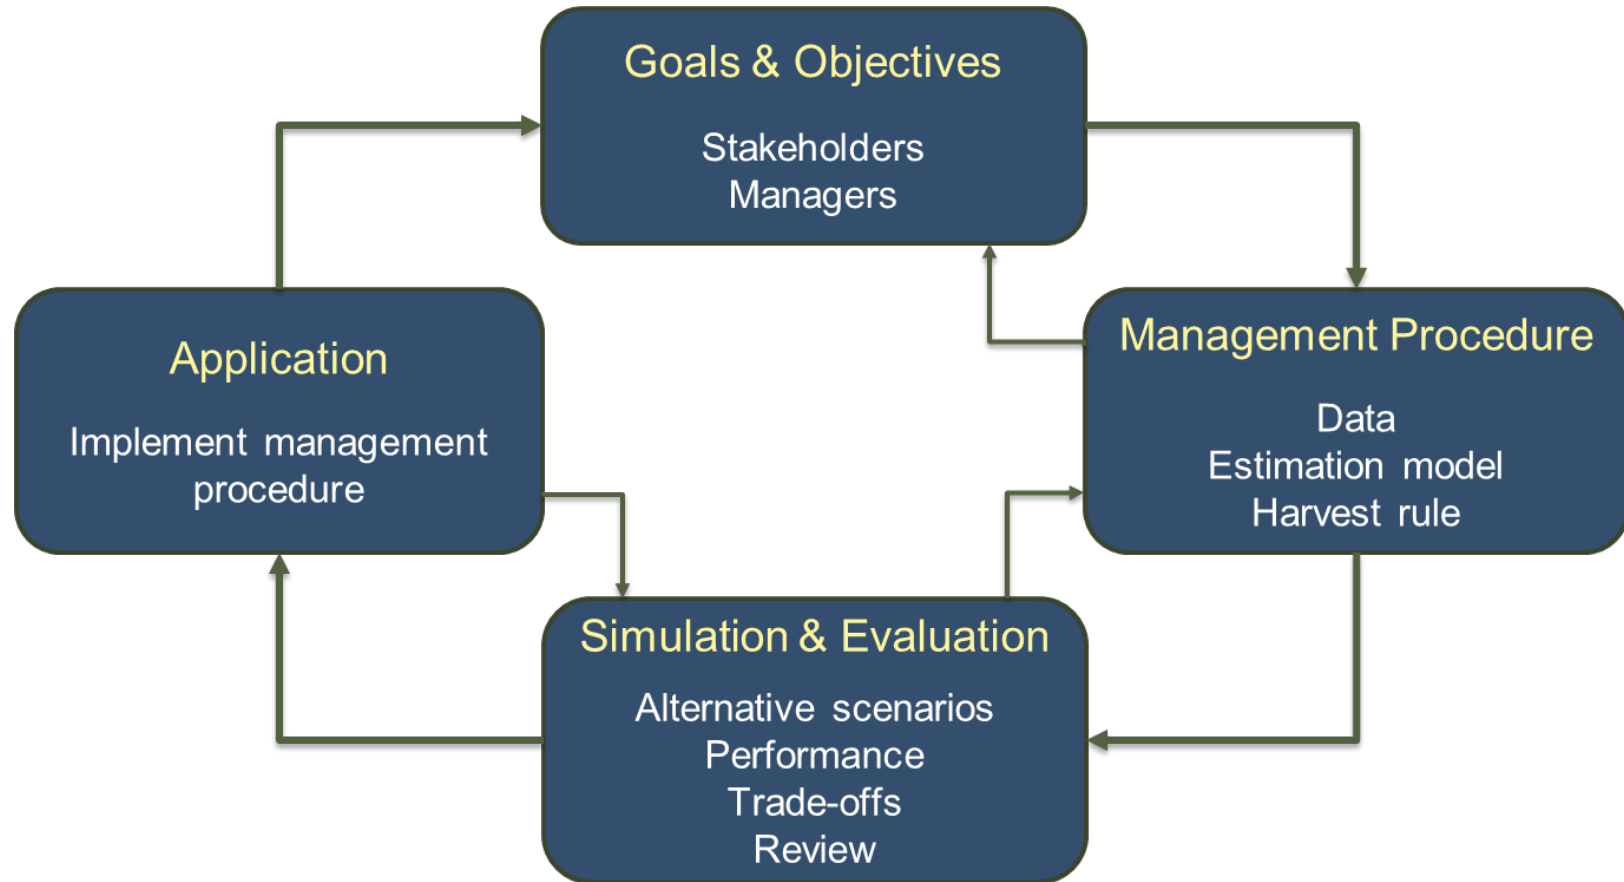 Goals & Objectives
Stakeholders
Managers
Management Procedure
Data
Estimation model
Harvest rule
Application
Implement management
procedure
Simulation & Evaluation
Alternative scenarios
Performance
Trade-offs
Review